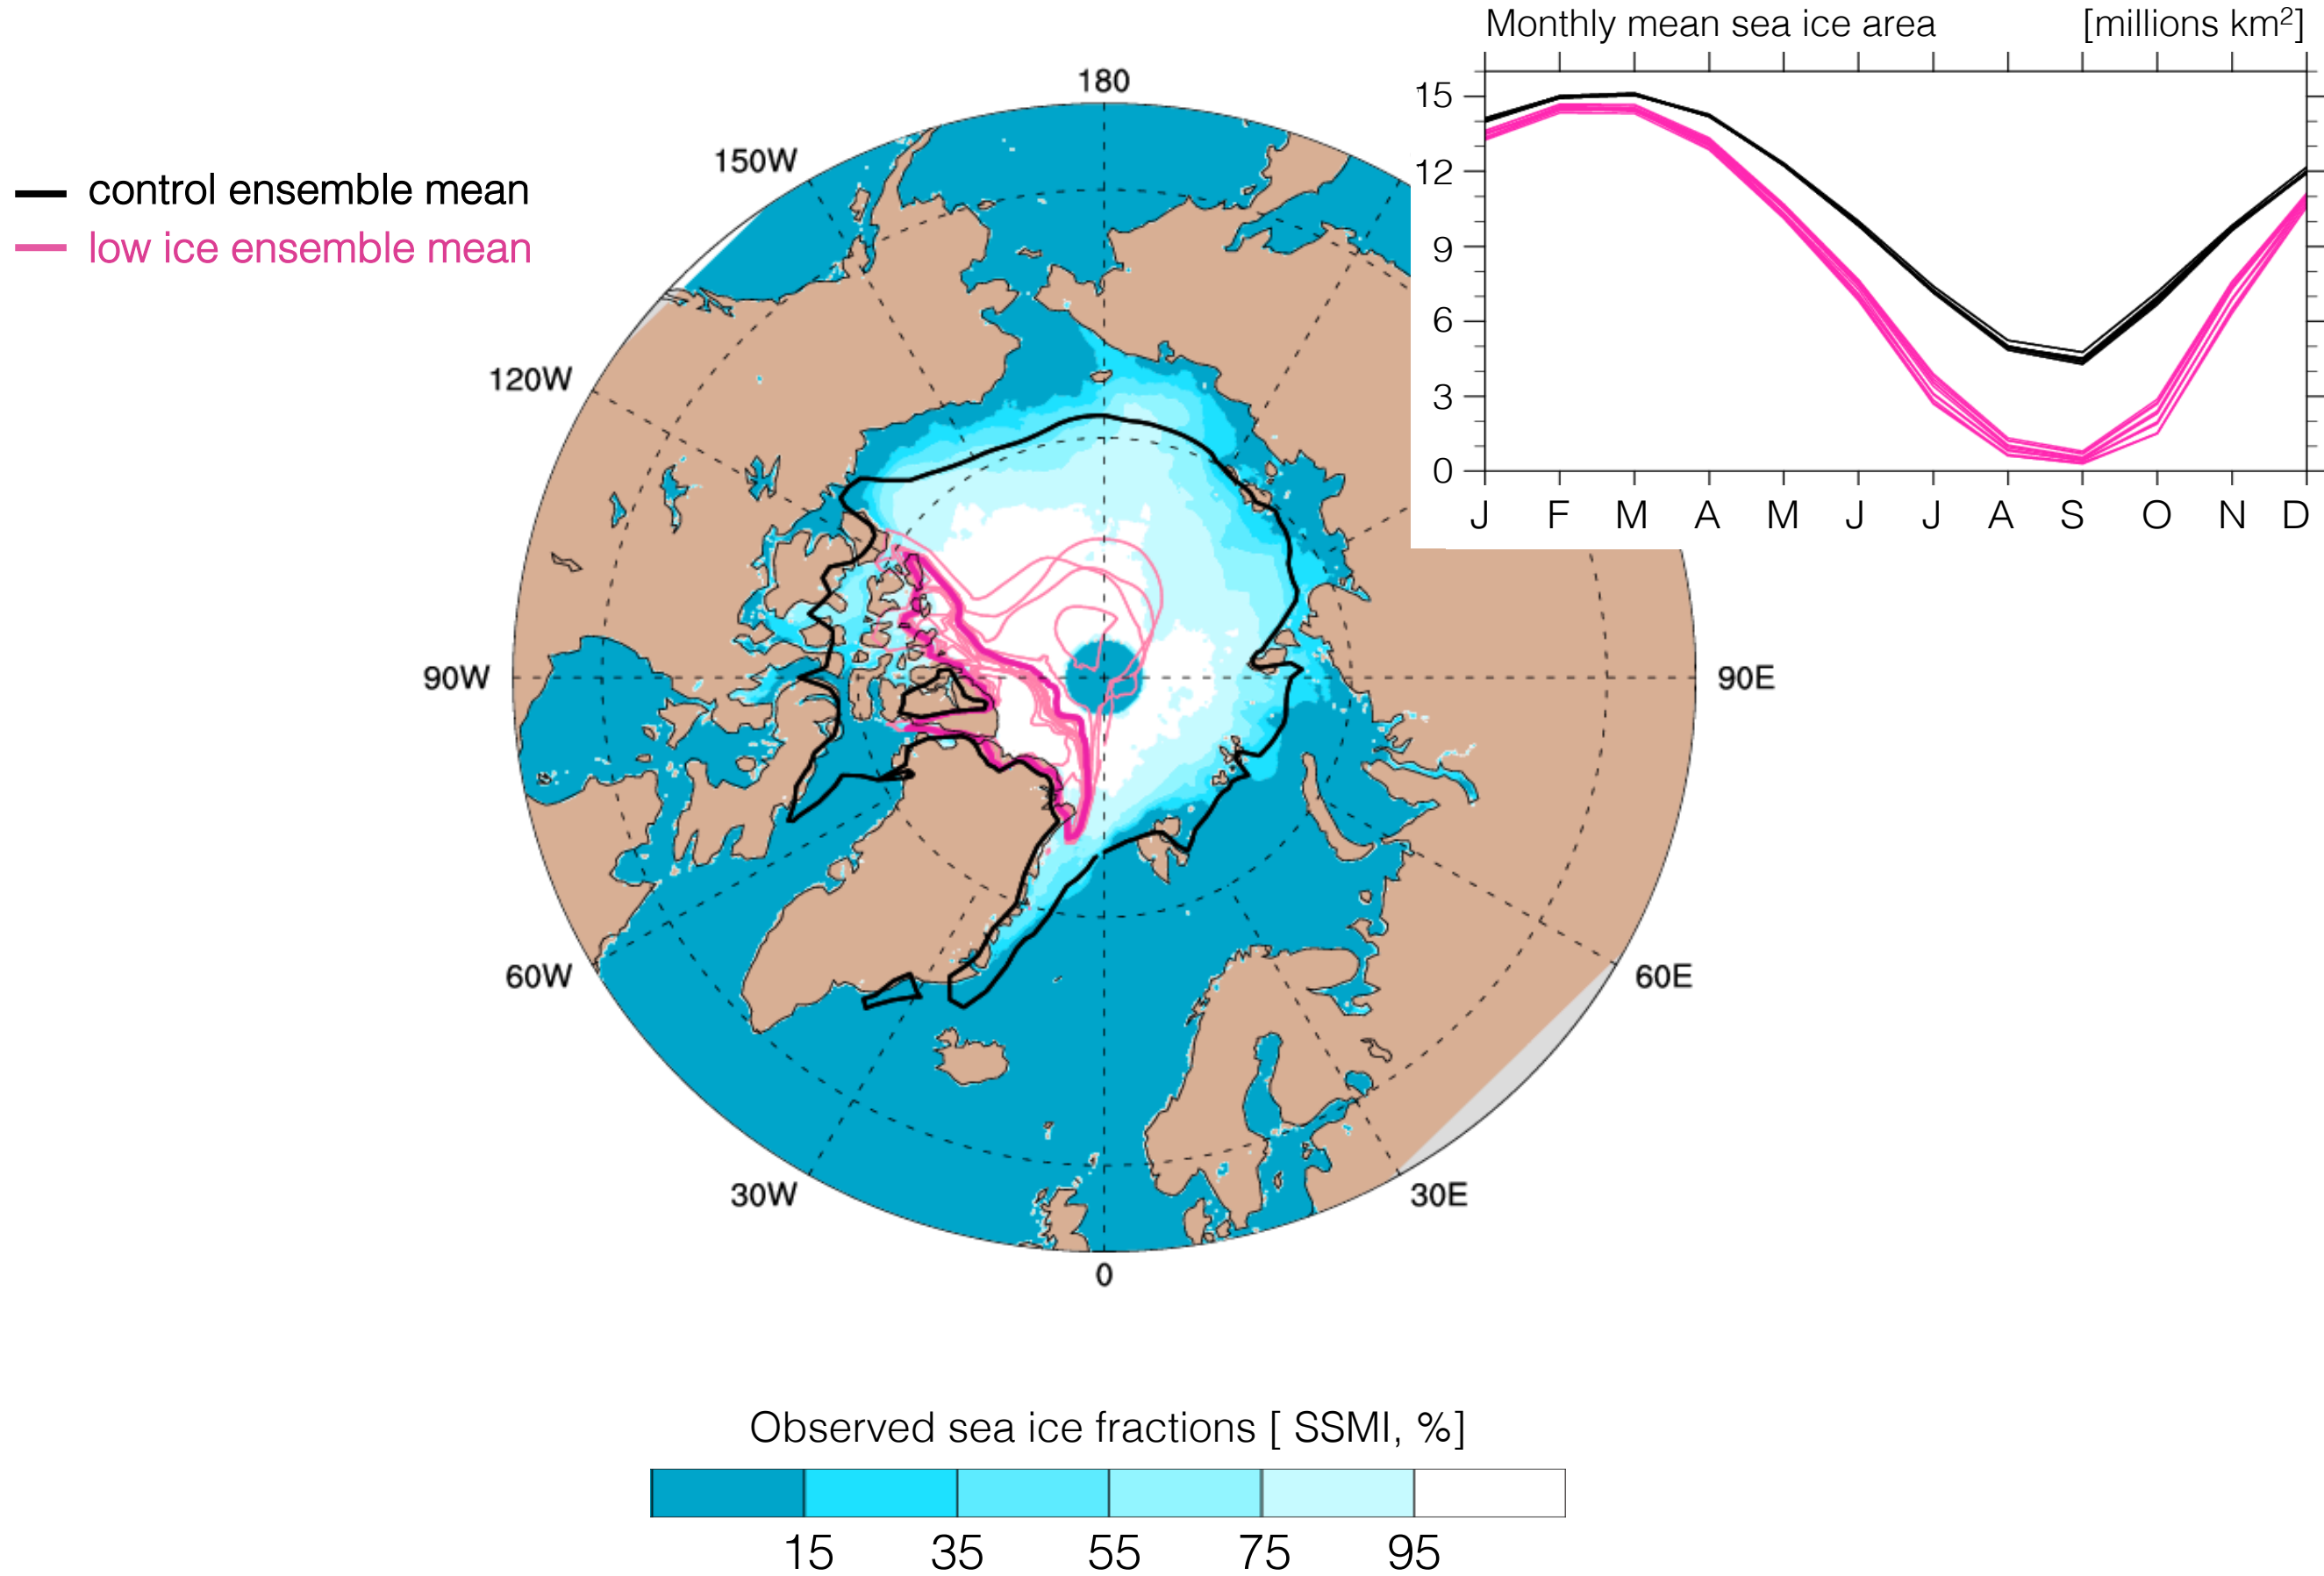 Monthly mean sea ice area [millions km²]
15
12
9
6
3
0
J F M A M J J A S O N D
control ensemble mean
low ice ensemble mean
180
150W
120W
90W
90E
60W
60E
30W
30E
0
Observed sea ice fractions [ SSMI, %]
15 35 55 75 95